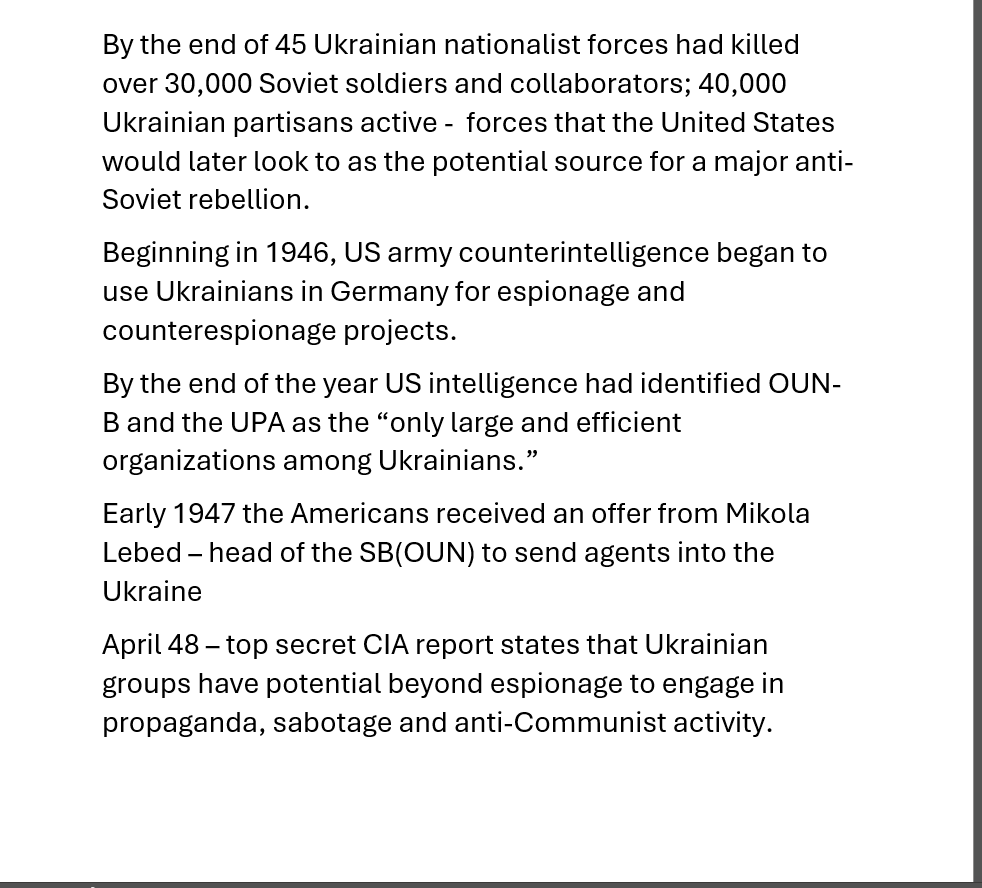 By the end of 45 Ukrainian nationalist forces had killed
over 30,000 Soviet soldiers and collaborators; 40,000
Ukrainian partisans active -  forces that the United States
would later look to as the potential source for a major anti-
Soviet rebellion.
Beginning in 1946, US army counterintelligence began to
use Ukrainians in Germany for espionage and
counterespionage projects.
By the end of the year US intelligence had identified OUN-
B and the UPA as the “only large and efficient
organizations among Ukrainians.”
Early 1947 the Americans received an offer from Mikola
Lebed – head of the SB(OUN) to send agents into the
Ukraine
April 48 – top secret CIA report states that Ukrainian
groups have potential beyond espionage to engage in
propaganda, sabotage and anti-Communist activity.